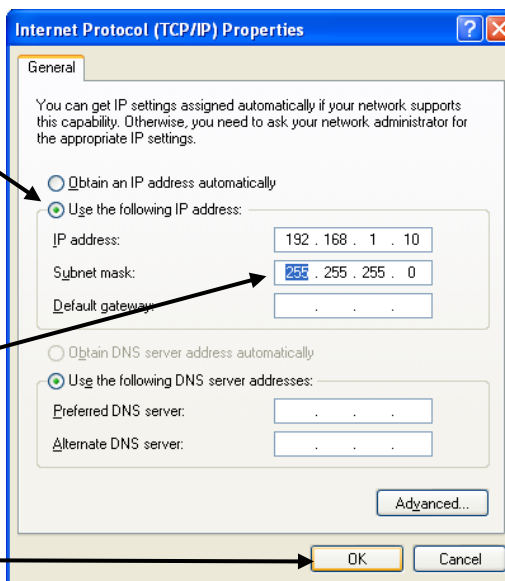 Internet Protocol (TCP/IP) Properties
General
You can get IP settings assigned automatically if your network supports
this capability. Otherwise, you need to ask your network administrator for
the appropriate IP settings.
Obtain an IP address automatically
Use the following IP address:
IP address: 192 . 168 . 1 . 10
Subnet mask: 255 . 255 . 255 . 0
Default gateway: . . .
Obtain DNS server address automatically
Use the following DNS server addresses:
Preferred DNS server: . . .
Alternate DNS server: . . .
Advanced...
OK Cancel